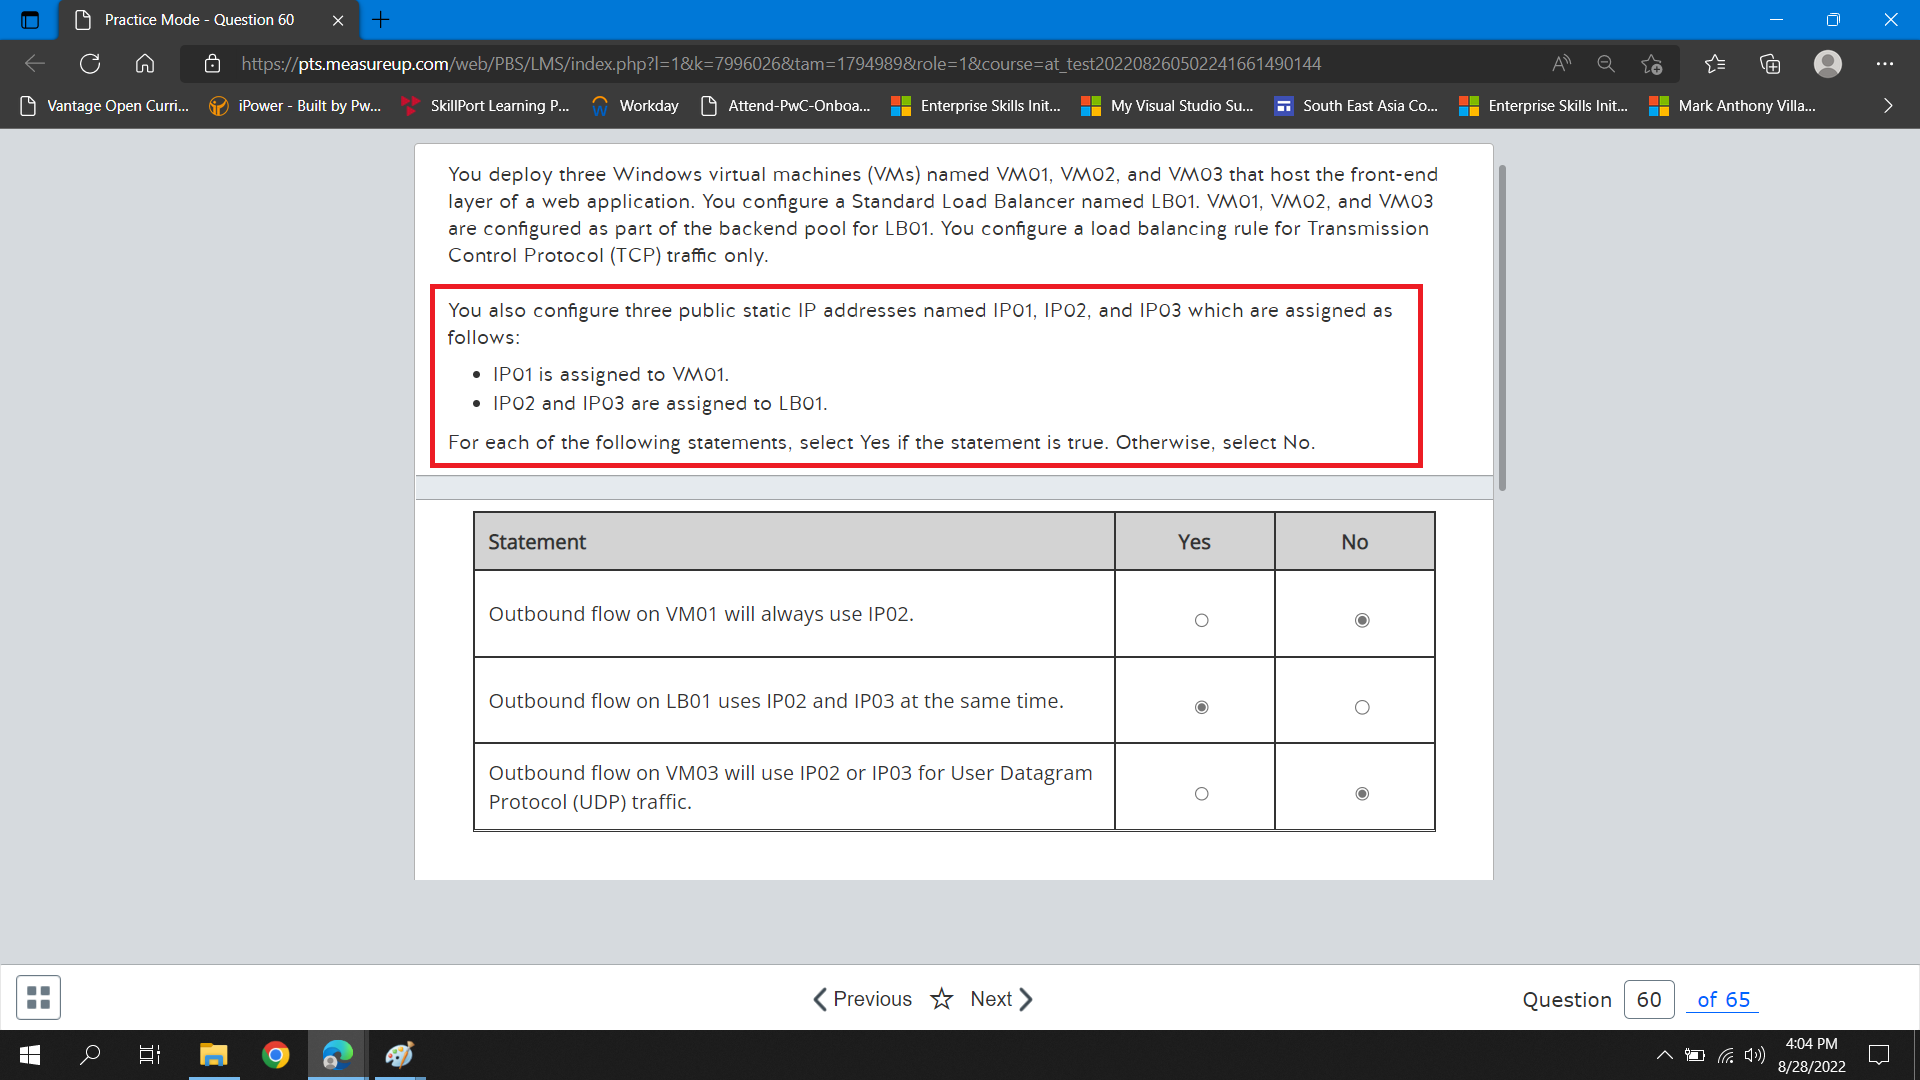 Practice Mode - Question 60
https://pts.measureup.com/web/PBS/LMS/index.php?l=1&k=7996026&tam=1794989&role=1&course=at_test202208260502241661490144
Vantage Open Curri... iPower - Built by Pw... SkillPort Learning P... Workday Attend-PwC-Onboa... Enterprise Skills Init... My Visual Studio Su... South East Asia Co... Enterprise Skills Init... Mark Anthony Villa...
You deploy three Windows virtual machines (VMs) named VM01, VM02, and VM03 that host the front-end
layer of a web application. You configure a Standard Load Balancer named LB01. VM01, VM02, and VM03
are configured as part of the backend pool for LB01. You configure a load balancing rule for Transmission
Control Protocol (TCP) traffic only.
You also configure three public static IP addresses named IP01, IP02, and IP03 which are assigned as
follows:
• IP01 is assigned to VM01.
• IP02 and IP03 are assigned to LB01.
For each of the following statements, select Yes if the statement is true. Otherwise, select No.
Statement Yes No
Outbound flow on VM01 will always use IP02.
Outbound flow on LB01 uses IP02 and IP03 at the same time.
Outbound flow on VM03 will use IP02 or IP03 for User Datagram
Protocol (UDP) traffic.
Previous Next Question 60 of 65
4:04 PM
8/28/2022